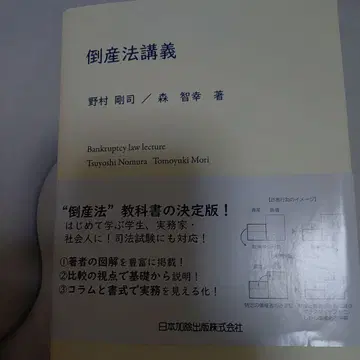 倒産法講義
野村 剛司 / 森 智幸 著
Bankruptcy law lecture
Tsuyoshi Nomura Tomoyuki Mori
“倒産法”教科書の決定版！
はじめて学ぶ学生、実務家・
社会人に！司法試験にも対応！
①著者の図解を豊富に掲載！
②比較の視点で基礎から説明！
③コラムと書式で実務を見える化！
日本加除出版株式会社